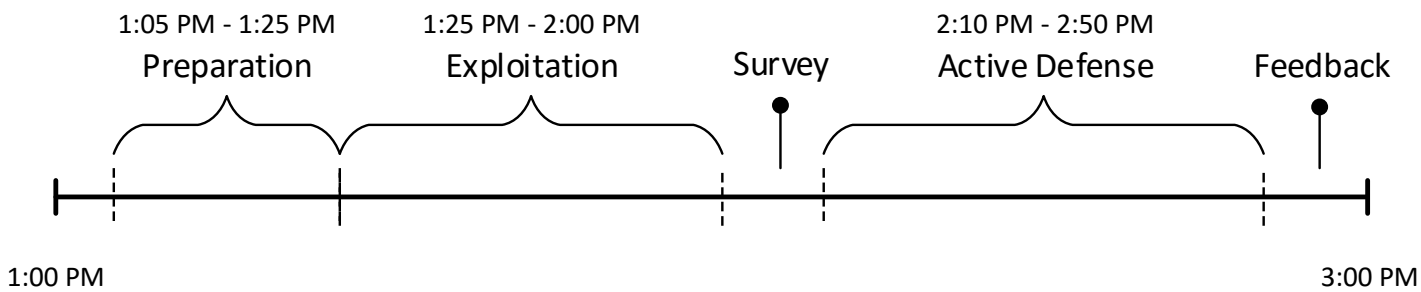 1:05 PM - 1:25 PM
1:25 PM - 2:00 PM
2:10 PM - 2:50 PM
Preparation
Exploitation
Survey
Active Defense
Feedback
1:00 PM
3:00 PM